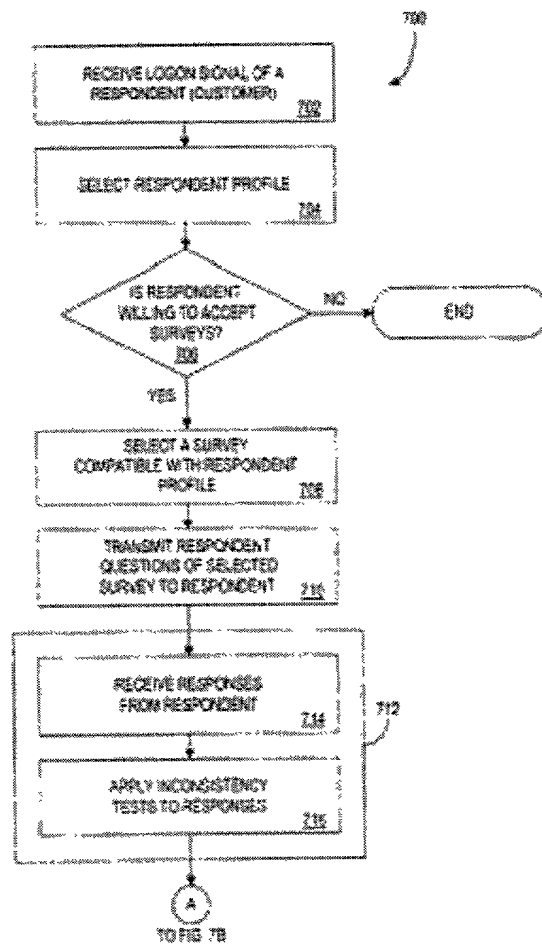 700
RECEIVE LOGON SIGNAL OF A
RESPONDENT (CUSTOMER)
702
SELECT RESPONDENT PROFILE
704
IS RESPONDENT
WILLING TO ACCEPT
SURVEYS?
NO
END
YES
SELECT A SURVEY
COMPATIBLE WITH RESPONDENT
PROFILE
708
TRANSMIT RESPONDENT
QUESTIONS OF SELECTED
SURVEY TO RESPONDENT
710
712
RECEIVE RESPONSES
FROM RESPONDENT
714
APPLY INCONSISTENCY
TESTS TO RESPONSES
A
TO FIG. 7B